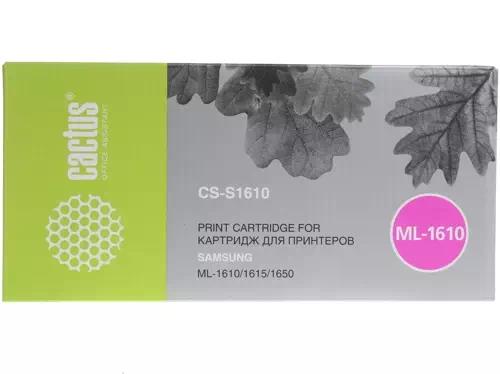 cactus®
OFFICE ASSISTANT
CS-S1610
PRINT CARTRIDGE FOR
КАРТРИДЖ ДЛЯ ПРИНТЕРОВ
SAMSUNG
ML-1610/1615/1650
ML-1610